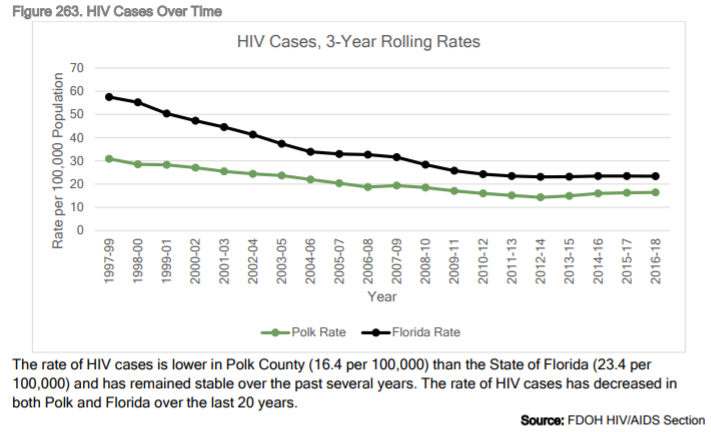 Figure 263. HIV Cases Over Time
HIV Cases, 3-Year Rolling Rates
Rate per 100,000 Population
70
60
50
40
30
20
10
0
1997-99
1998-00
1999-01
2000-02
2001-03
2002-04
2003-05
2004-06
2005-07
2006-08
2007-09
2008-10
2009-11
2010-12
2011-13
2012-14
2013-15
2014-16
2015-17
2016-18
Year
Polk Rate
Florida Rate
The rate of HIV cases is lower in Polk County (16.4 per 100,000) than the State of Florida (23.4 per
100,000) and has remained stable over the past several years. The rate of HIV cases has decreased in
both Polk and Florida over the last 20 years.
Source: FDOH HIV/AIDS Section